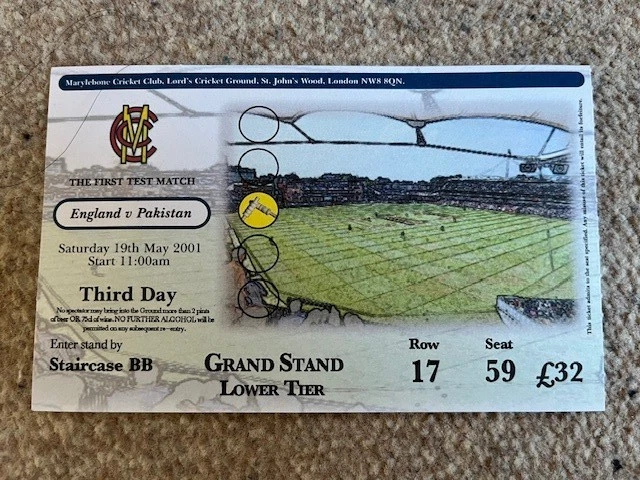 Marylebone Cricket Club, Lord's Cricket Ground, St. John's Wood, London NW8 8QN.
MCC
THE FIRST TEST MATCH
England v Pakistan
Saturday 19th May 2001
Start 11:00am
Third Day
No spectator may bring into the Ground more than 2 pints
of beer OR 75cl of wine. NO FURTHER ALCOHOL will be
permitted on any subsequent re-entry.
Enter stand by
Staircase BB
GRAND STAND
LOWER TIER
Row
17
Seat
59
£32
This ticket admits to the seat specified. Any misuse of this ticket will entail its forfeiture.